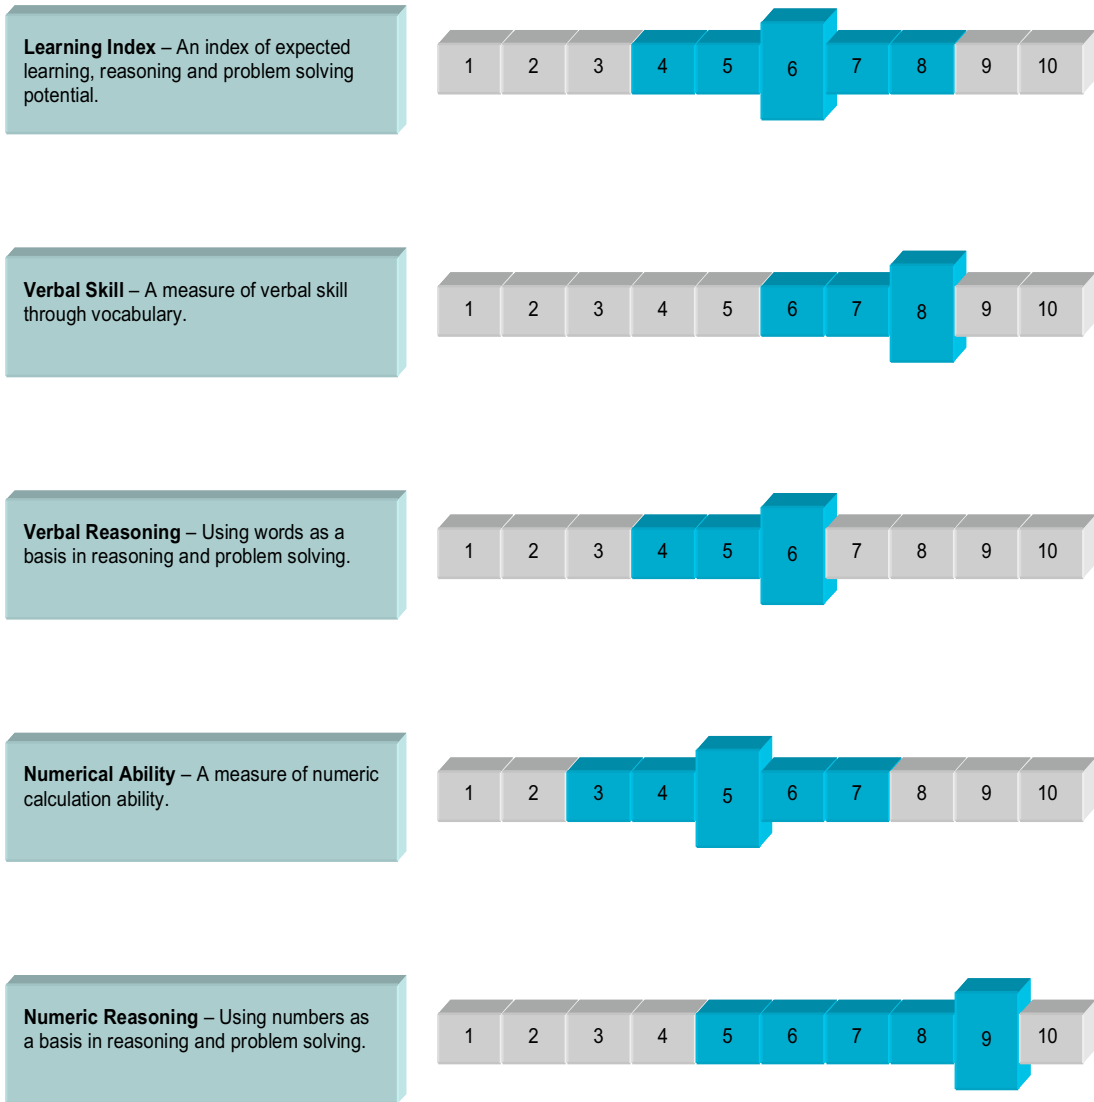 Learning Index – An index of expected
learning, reasoning and problem solving
potential.
1 2 3 4 5 6 7 8 9 10
Verbal Skill – A measure of verbal skill
through vocabulary.
1 2 3 4 5 6 7 8 9 10
Verbal Reasoning – Using words as a
basis in reasoning and problem solving.
1 2 3 4 5 6 7 8 9 10
Numerical Ability – A measure of numeric
calculation ability.
1 2 3 4 5 6 7 8 9 10
Numeric Reasoning – Using numbers as
a basis in reasoning and problem solving.
1 2 3 4 5 6 7 8 9 10